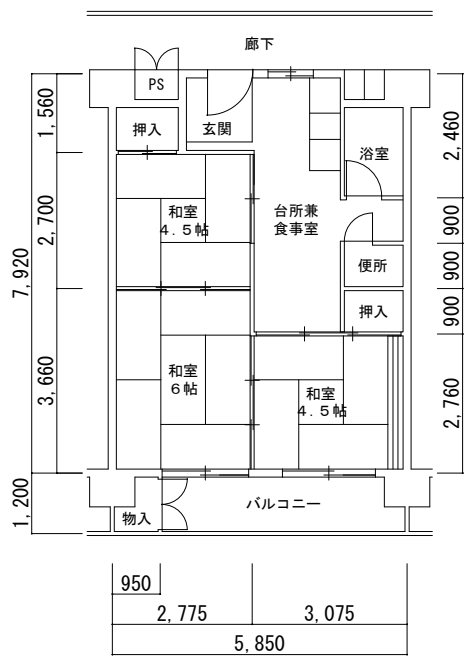 廊下
PS
押入
玄関
浴室
和室
4.5帖
台所兼
食事室
便所
押入
和室
6帖
和室
4.5帖
物入
バルコニー
1,560
2,700
3,660
7,920
1,200
2,460
900
900
900
2,760
950
2,775
3,075
5,850